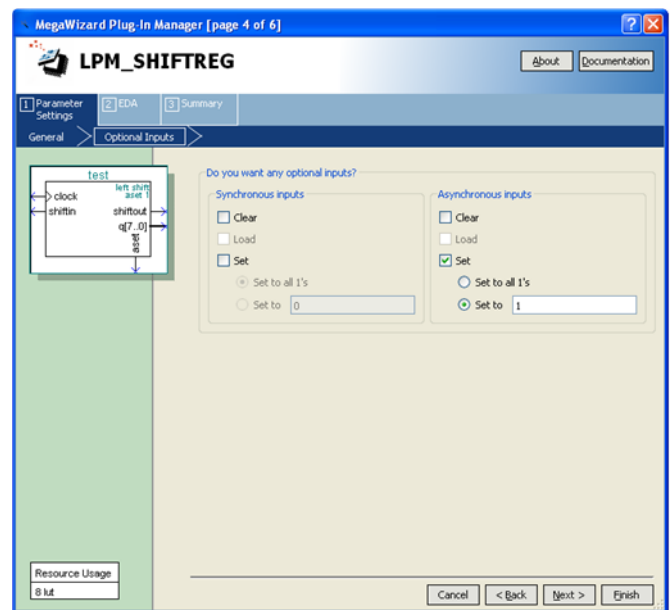 MegaWizard Plug-In Manager [page 4 of 6]
LPM_SHIFTREG
About
Documentation
1 Parameter Settings
2 EDA
3 Summary
General
Optional Inputs
test
left shift
aset 1
clock
shiftin
shiftout
q[7..0]
aset
Do you want any optional inputs?
Synchronous inputs
Clear
Load
Set
Set to all 1's
Set to 0
Asynchronous inputs
Clear
Load
Set
Set to all 1's
Set to 1
Resource Usage
8 lut
Cancel
< Back
Next >
Finish